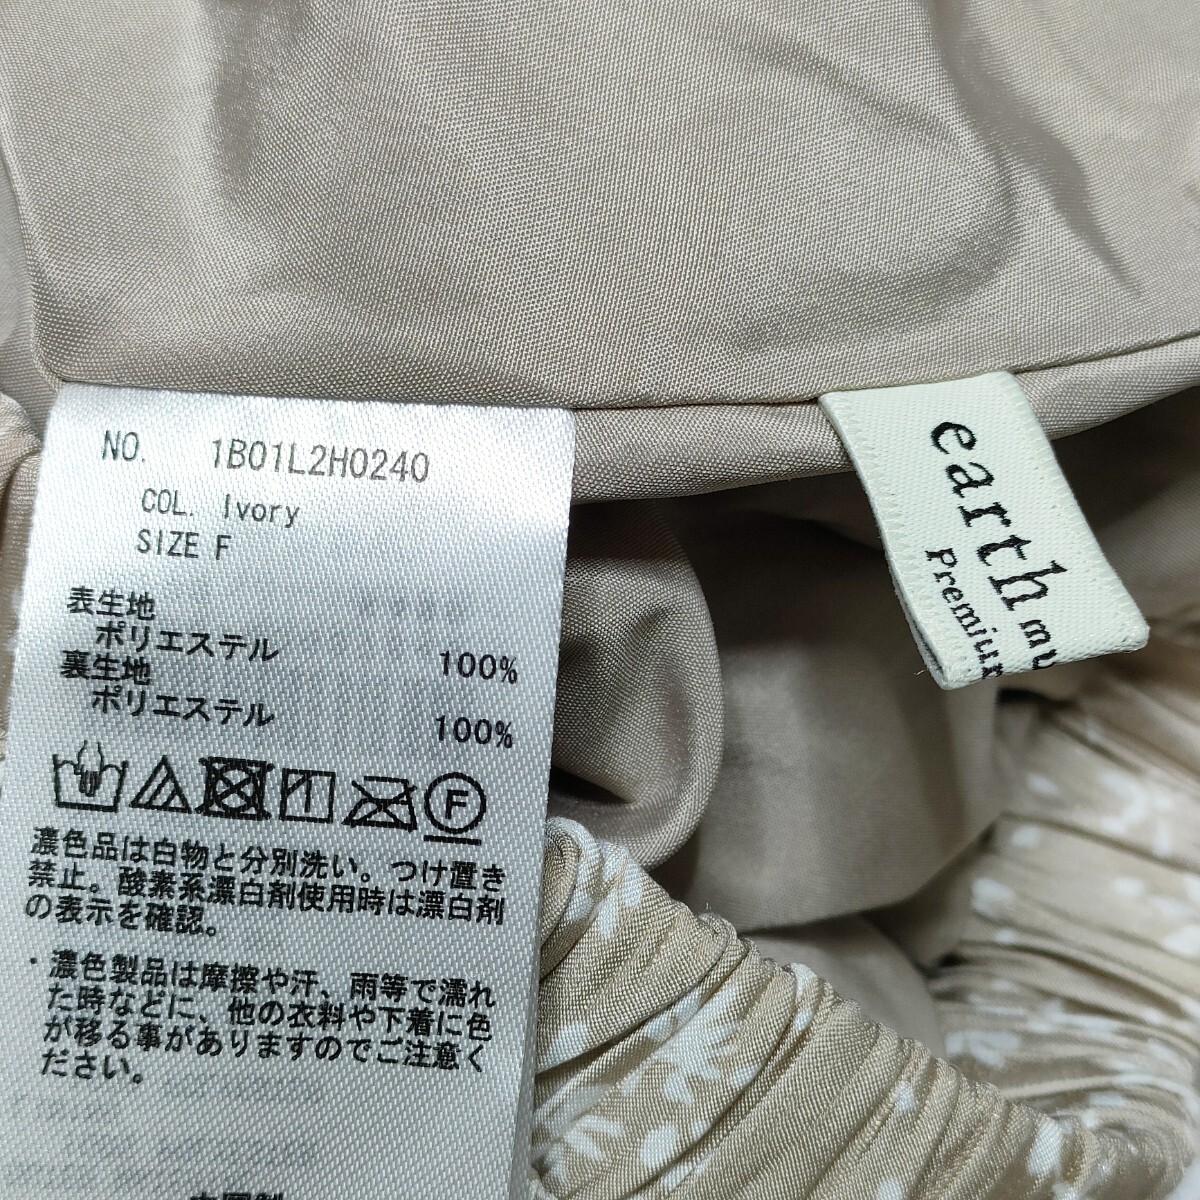 NO. 1B01L2H0240
COL. Ivory
SIZE F
表生地
ポリエステル 100%
裏生地
ポリエステル 100%
1 F
濃色品は白物と分別洗い。つけ置き
禁止。酸素系漂白剤使用時は漂白剤
の表示を確認。
・濃色製品は摩擦や汗、雨等で濡れ
た時などに、他の衣料や下着に色
が移る事がありますのでご注意く
ださい。
earth